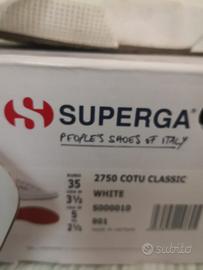 SUPERGA®
PEOPLE'S SHOES OF ITALY
35
2750 COTU CLASSIC
3½
WHITE
5
S000010
2½
901
subito